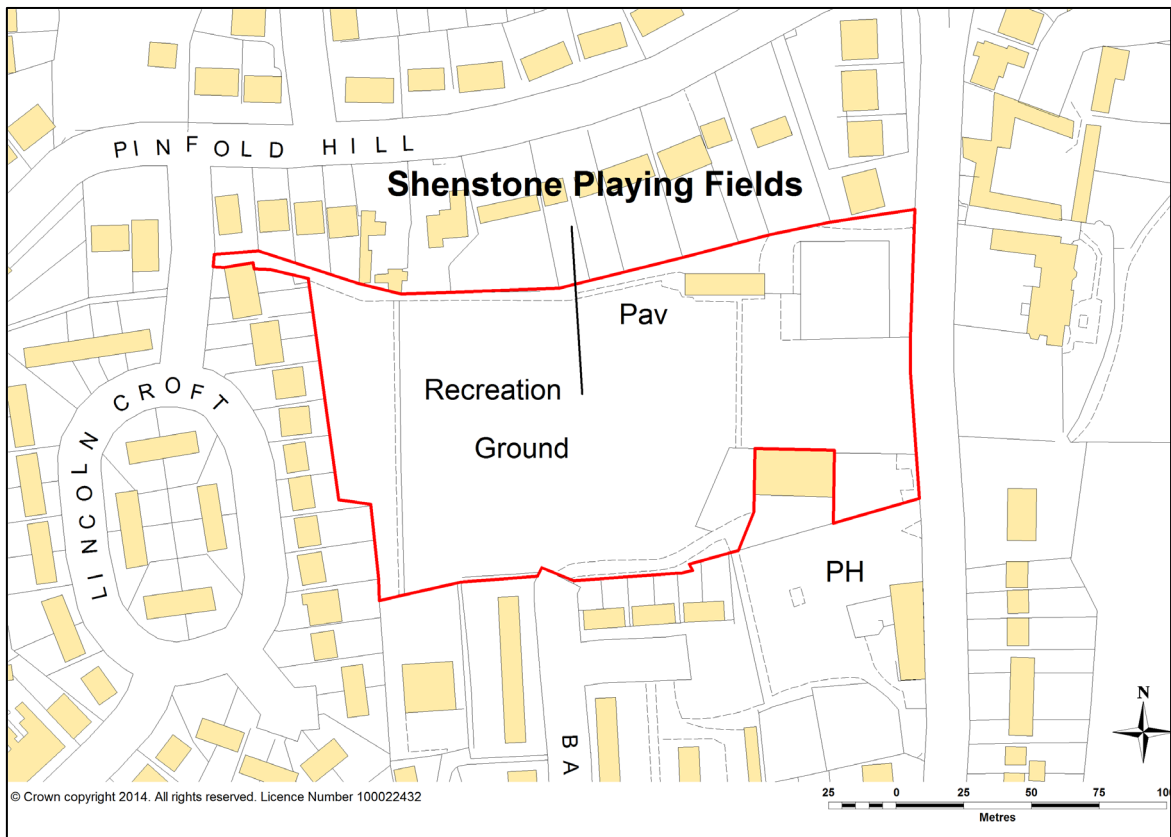 PINFOLD HILL
Shenstone Playing Fields
Pav
Recreation
Ground
LINCOLN CROFT
PH
BA
N
© Crown copyright 2014. All rights reserved. Licence Number 100022432
25 0 25 50 75 100
Metres